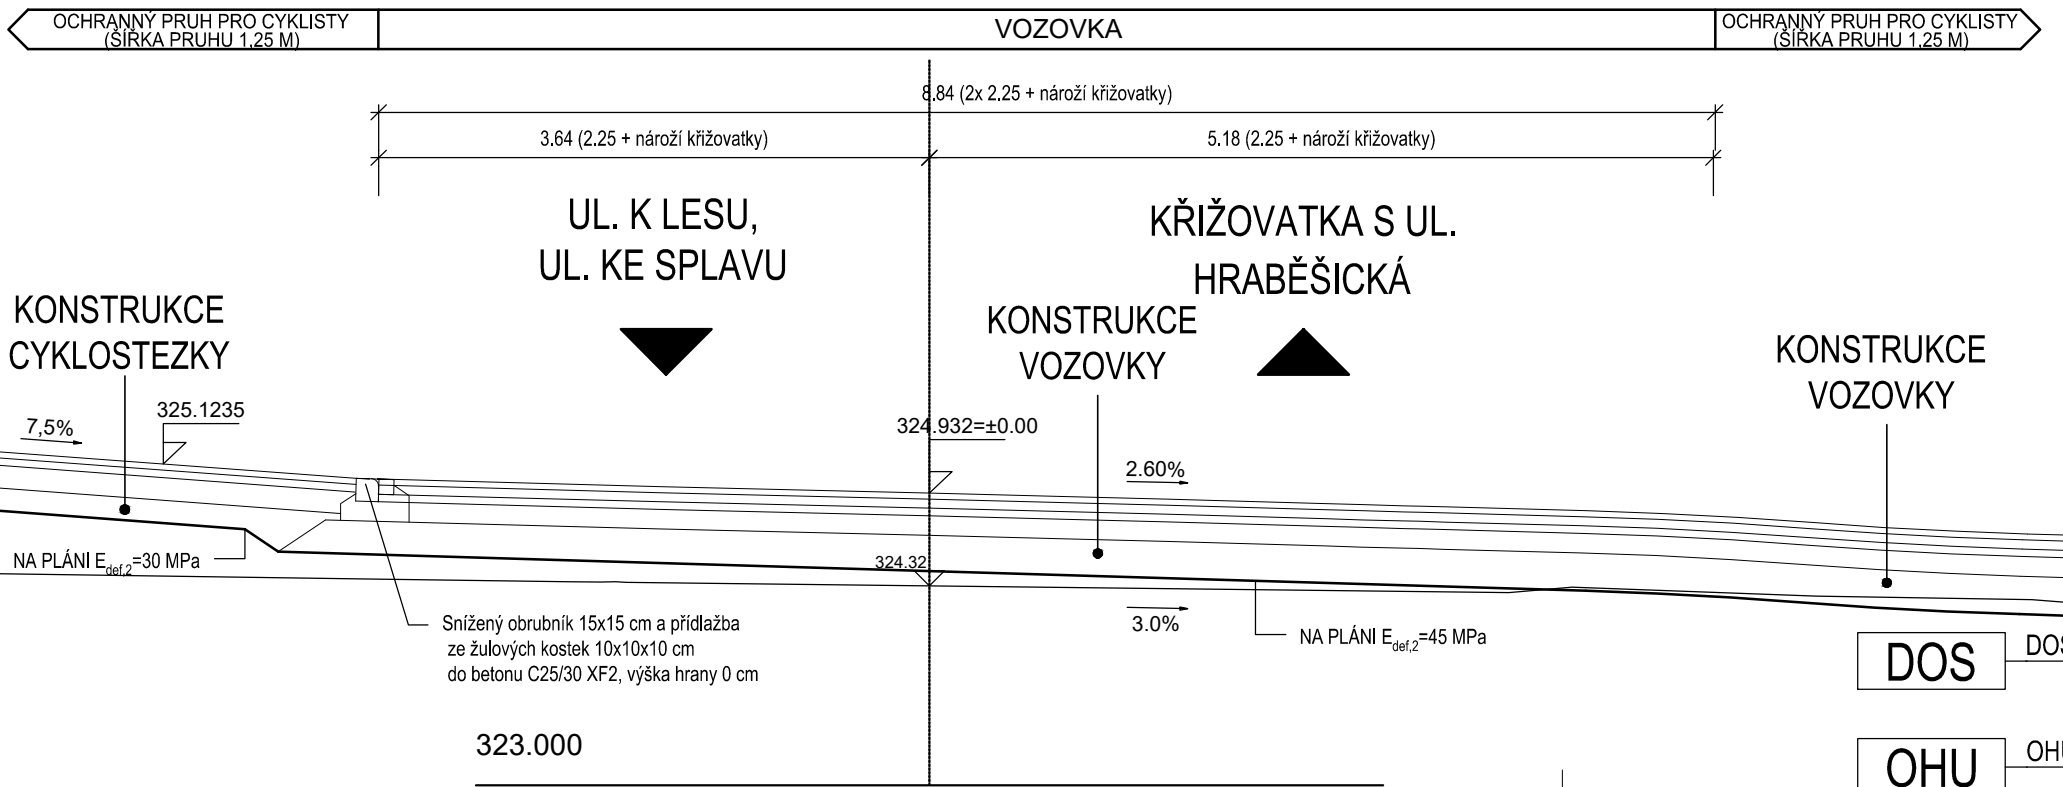 OCHRANNÝ PRUH PRO CYKLISTY
(ŠÍŘKA PRUHU 1,25 M)
VOZOVKA
OCHRANNÝ PRUH PRO CYKLISTY
(ŠÍŘKA PRUHU 1,25 M)
8.84 (2x 2.25 + nároží křižovatky)
3.64 (2.25 + nároží křižovatky)
5.18 (2.25 + nároží křižovatky)
UL. K LESU,
UL. KE SPLAVU
KŘIŽOVATKA S UL.
HRABĚŠICKÁ
KONSTRUKCE
CYKLOSTEZKY
KONSTRUKCE
VOZOVKY
KONSTRUKCE
VOZOVKY
7,5%
325.1235
324.932=±0.00
2.60%
NA PLÁNI Edef,2=30 MPa
324.32
3.0%
NA PLÁNI Edef,2=45 MPa
Snížený obrubník 15x15 cm a přídlažba
ze žulových kostek 10x10x10 cm
do betonu C25/30 XF2, výška hrany 0 cm
DOS
DOS
323.000
OHU
OHU